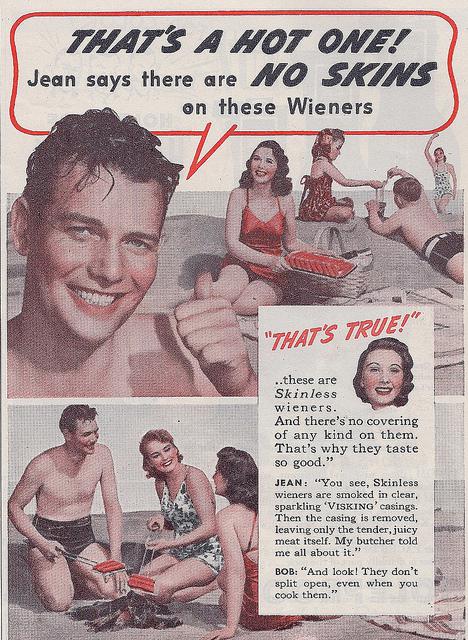 THAT'S A HOT ONE!
Jean says there are NO SKINS
on these Wieners
"THAT'S TRUE!"
..these are
Skinless
wieners.
And there's no covering
of any kind on them.
That's why they taste
so good."
JEAN: "You see, Skinless
wieners are smoked in clear,
sparkling 'VISKING' casings.
Then the casing is removed,
leaving only the tender, juicy
meat itself. My butcher told
me all about it."
BOB: "And look! They don't
split open, even when you
cook them."